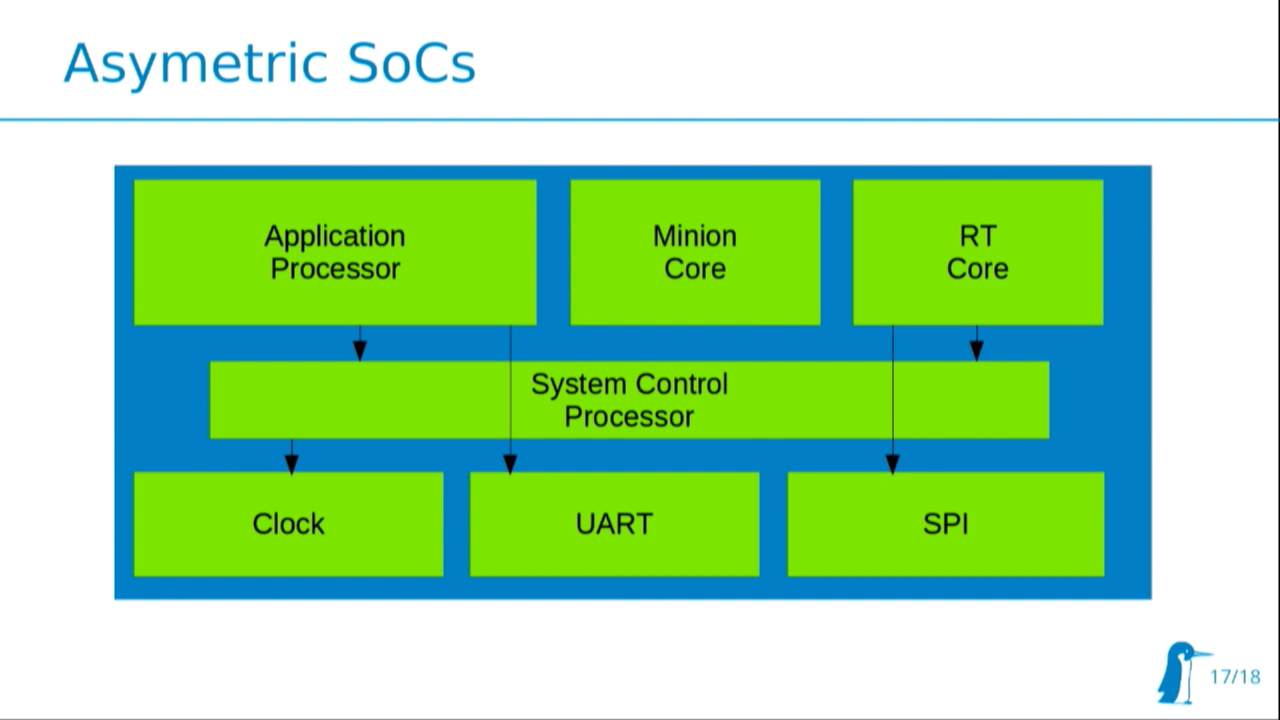 Asymetric SoCs
Application
Processor
Minion
Core
RT
Core
System Control
Processor
Clock
UART
SPI
17/18